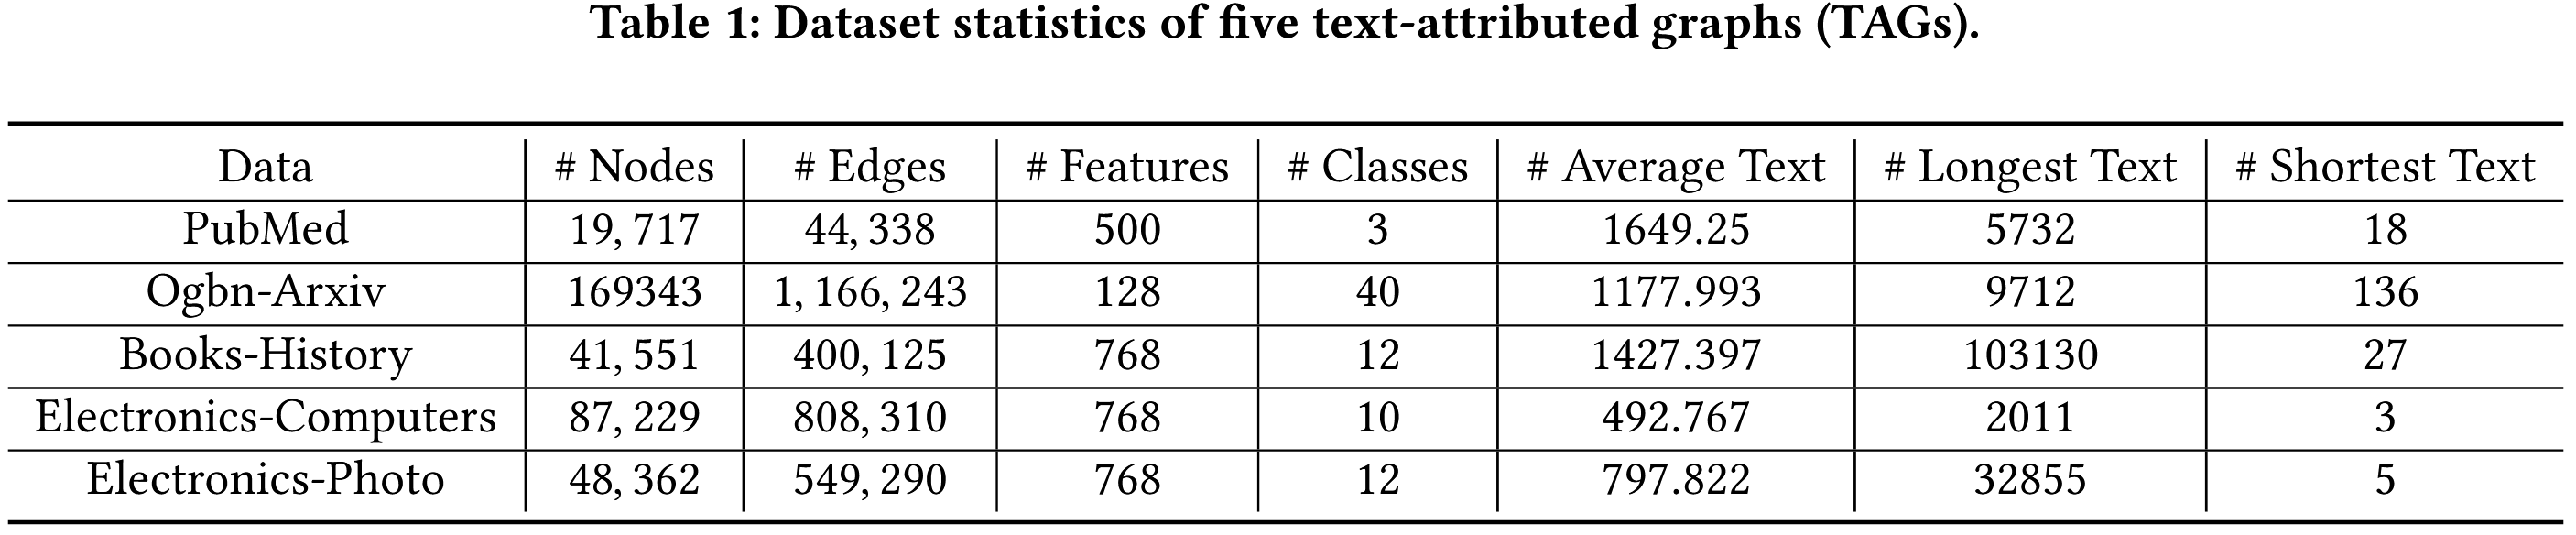 Table 1: Dataset statistics of five text-attributed graphs (TAGs).
Data # Nodes # Edges # Features # Classes # Average Text # Longest Text # Shortest Text
PubMed 19, 717 44, 338 500 3 1649.25 5732 18
Ogbn-Arxiv 169343 1, 166, 243 128 40 1177.993 9712 136
Books-History 41, 551 400, 125 768 12 1427.397 103130 27
Electronics-Computers 87, 229 808, 310 768 10 492.767 2011 3
Electronics-Photo 48, 362 549, 290 768 12 797.822 32855 5